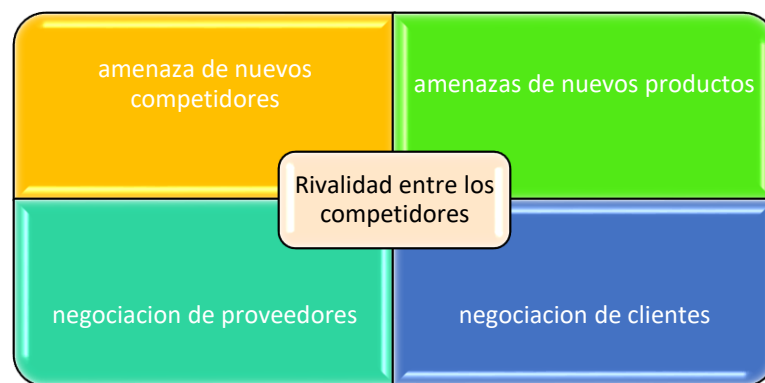 amenaza de nuevos
competidores
amenazas de nuevos productos
Rivalidad entre los
competidores
negociacion de proveedores
negociacion de clientes